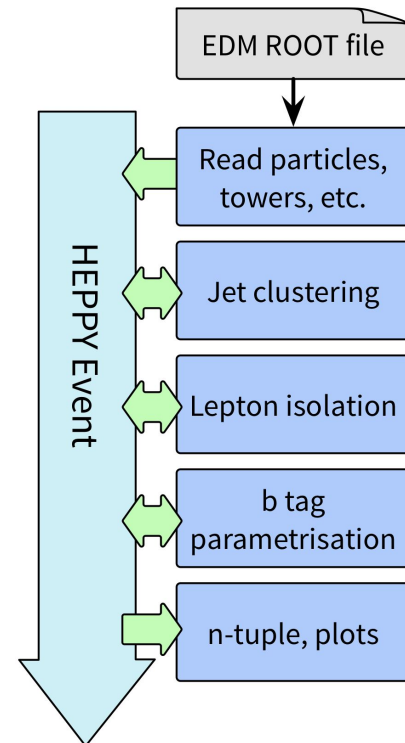 EDM ROOT file
Read particles,
towers, etc.
HEPPY Event
Jet clustering
Lepton isolation
b tag
parametrisation
n-tuple, plots